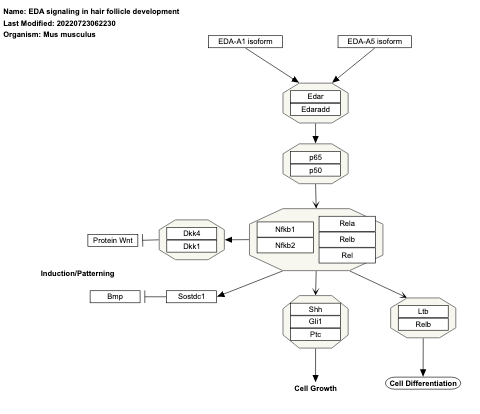 Name: EDA signaling in hair follicle development
Last Modified: 20220723062230
Organism: Mus musculus
EDA-A1 isoform
EDA-A5 isoform
Edar
Edaradd
p65
p50
Nfkb1
Nfkb2
Rela
Relb
Rel
Dkk4
Dkk1
Protein Wnt
Induction/Patterning
Bmp
Sostdc1
Shh
Gli1
Ptc
Ltb
Relb
Cell Growth
Cell Differentiation